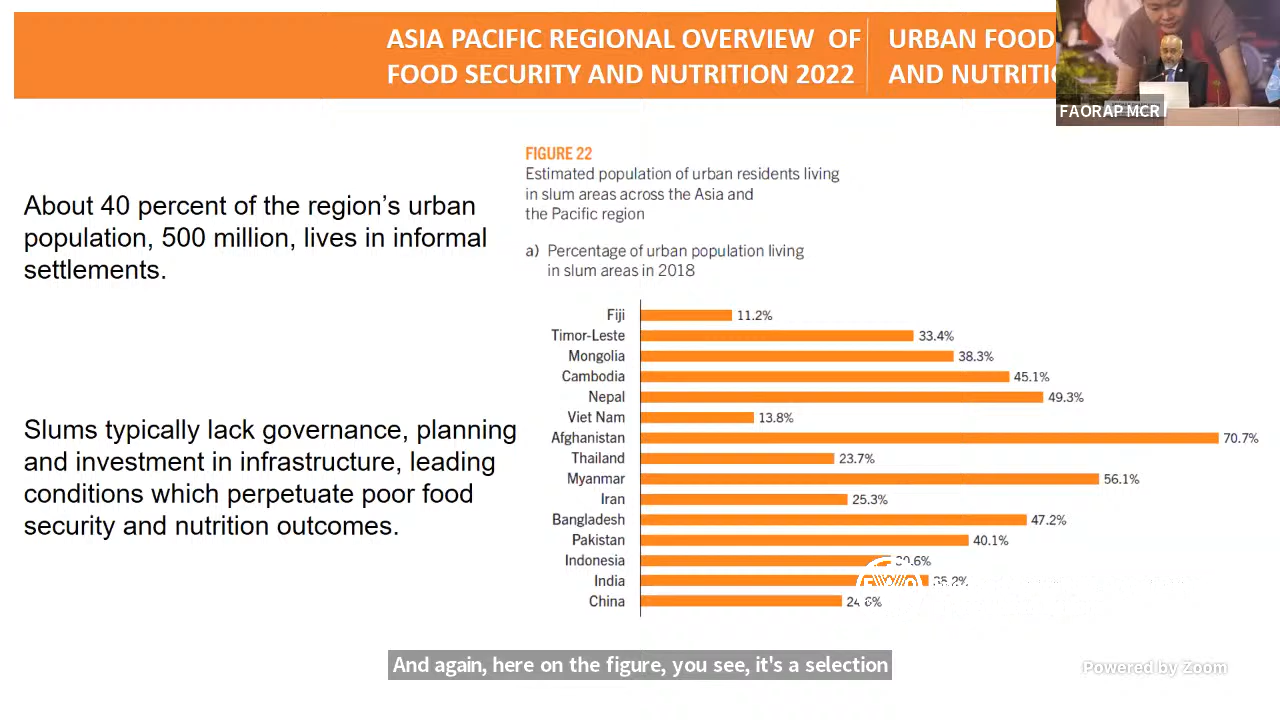 ASIA PACIFIC REGIONAL OVERVIEW OF
FOOD SECURITY AND NUTRITION 2022
URBAN FOOD
AND
FAORAP MCR
About 40 percent of the region's urban
population, 500 million, lives in informal
settlements.
Slums typically lack governance, planning
and investment in infrastructure, leading
conditions which perpetuate poor food
security and nutrition outcomes.
FIGURE 22
Estimated population of urban residents living
in slum areas across the Asia and
the Pacific region
a) Percentage of urban population living
in slum areas in 2018
Fiji 11.2%
Timor-Leste 33.4%
Mongolia 38.3%
Cambodia 45.1%
Nepal 49.3%
Viet Nam 13.8%
Afghanistan 70.7%
Thailand 23.7%
Myanmar 56.1%
Iran 25.3%
Bangladesh 47.2%
Pakistan 40.1%
Indonesia
India
China
And again, here on the figure, you see, it's a selection
Powered by Zoom